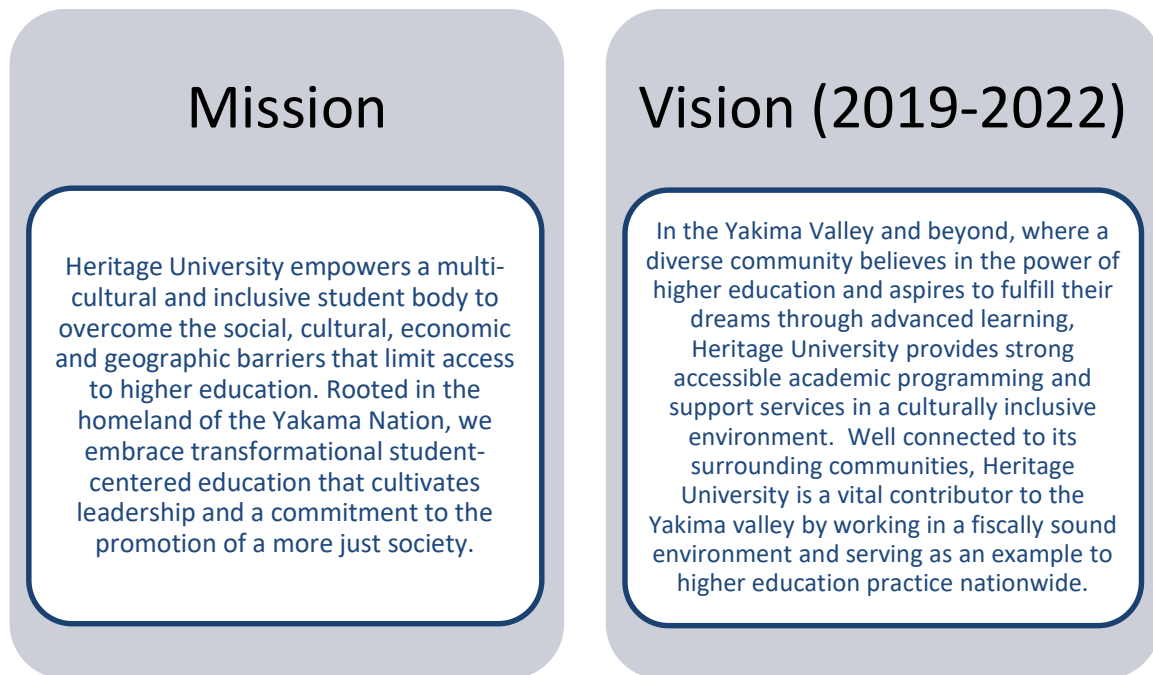 Mission
Heritage University empowers a multi-
cultural and inclusive student body to
overcome the social, cultural, economic
and geographic barriers that limit access
to higher education. Rooted in the
homeland of the Yakama Nation, we
embrace transformational student-
centered education that cultivates
leadership and a commitment to the
promotion of a more just society.
Vision (2019-2022)
In the Yakima Valley and beyond, where a
diverse community believes in the power of
higher education and aspires to fulfill their
dreams through advanced learning,
Heritage University provides strong
accessible academic programming and
support services in a culturally inclusive
environment.  Well connected to its
surrounding communities, Heritage
University is a vital contributor to the
Yakima valley by working in a fiscally sound
environment and serving as an example to
higher education practice nationwide.